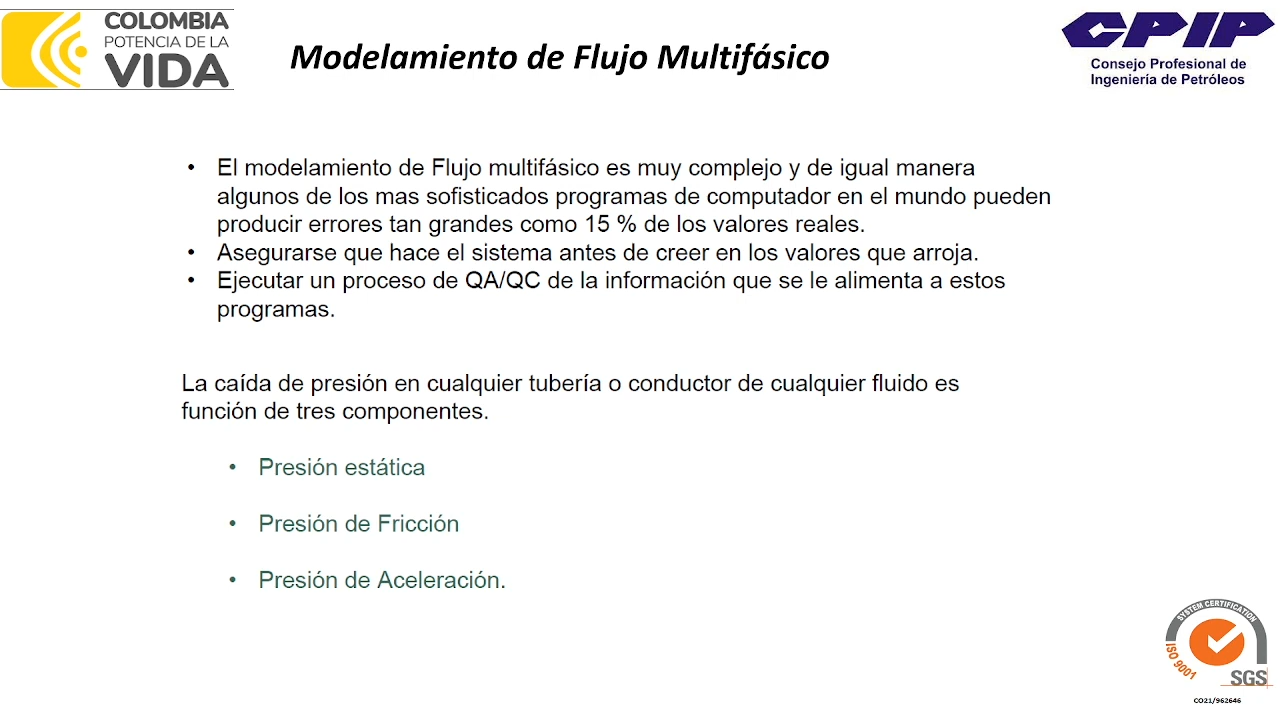 COLOMBIA
POTENCIA DE LA
VIDA
Modelamiento de Flujo Multifásico
CPIP
Consejo Profesional de
Ingeniería de Petróleos
• El modelamiento de Flujo multifásico es muy complejo y de igual manera
algunos de los mas sofisticados programas de computador en el mundo pueden
producir errores tan grandes como 15 % de los valores reales.
• Asegurarse que hace el sistema antes de creer en los valores que arroja.
• Ejecutar un proceso de QA/QC de la información que se le alimenta a estos
programas.
La caída de presión en cualquier tubería o conductor de cualquier fluido es
función de tres componentes.
• Presión estática
• Presión de Fricción
• Presión de Aceleración.
SYSTEM CERTIFICATION
ISO 9001
SGS
CO21/962646